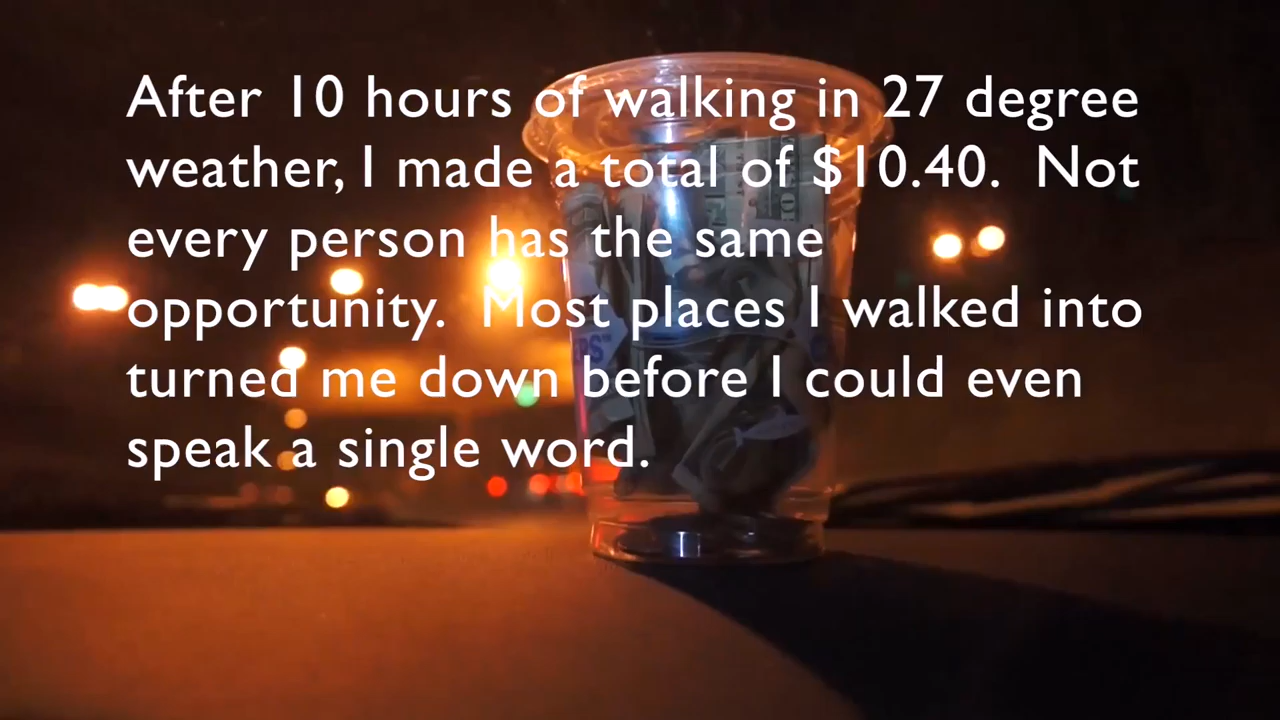 After 10 hours of walking in 27 degree
weather, I made a total of $10.40.  Not
every person has the same
opportunity.  Most places I walked into
turned me down before I could even
speak a single word.